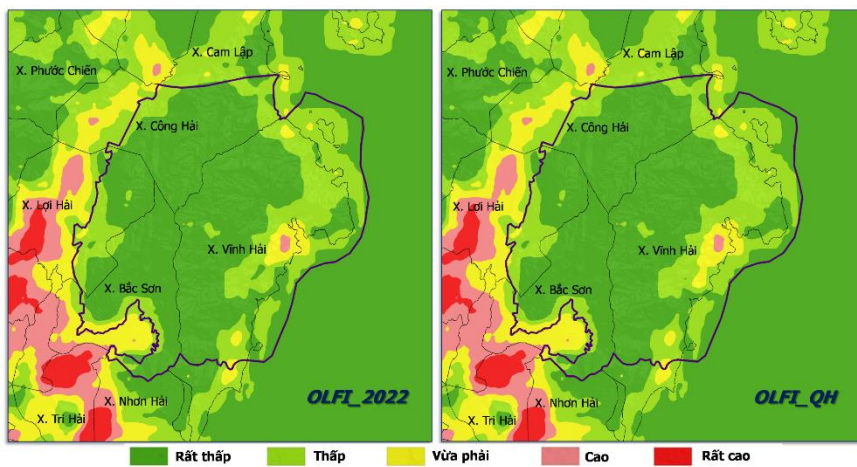 X. Cam Lập
X. Phước Chiến
X. Công Hải
X. Lợi Hải
X. Vĩnh Hải
X. Bắc Sơn
X. Nhơn Hải
X. Tri Hải
OLFI_2022
X. Cam Lập
X. Phước Chiến
X. Công Hải
X. Lợi Hải
X. Vĩnh Hải
X. Bắc Sơn
X. Nhơn Hải
X. Tri Hải
OLFI_QH
Rất thấp
Thấp
Vừa phải
Cao
Rất cao